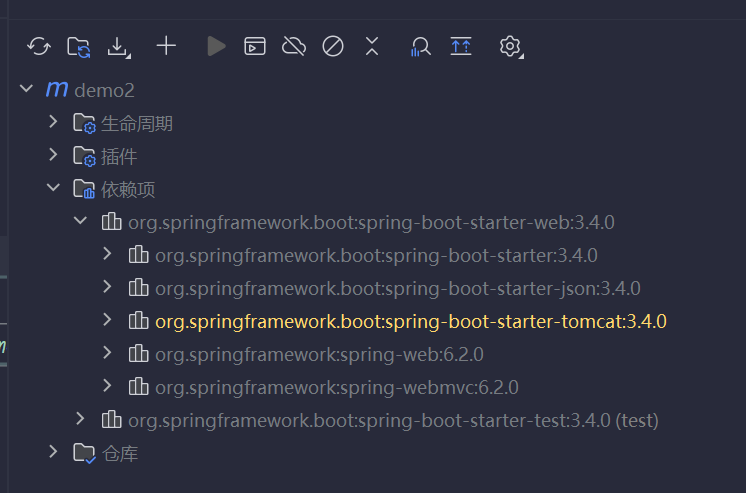 m demo2
生命周期
插件
依赖项
org.springframework.boot:spring-boot-starter-web:3.4.0
org.springframework.boot:spring-boot-starter:3.4.0
org.springframework.boot:spring-boot-starter-json:3.4.0
org.springframework.boot:spring-boot-starter-tomcat:3.4.0
m
org.springframework:spring-web:6.2.0
org.springframework:spring-webmvc:6.2.0
org.springframework.boot:spring-boot-starter-test:3.4.0 (test)
仓库